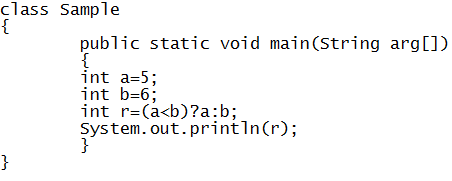 class Sample
{
        public static void main(String arg[])
        {
        int a=5;
        int b=6;
        int r=(a<b)?a:b;
        System.out.println(r);
        }
}